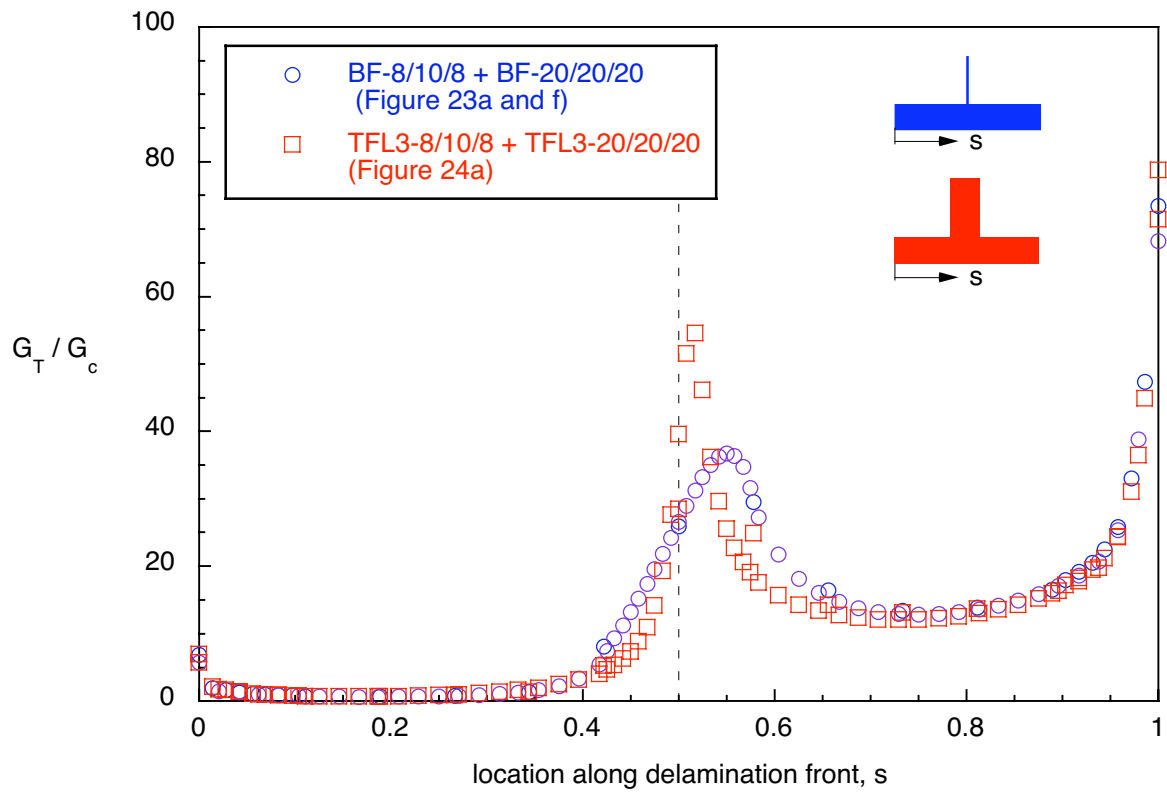 100
80
60
40
20
0
G_T / G_c
BF-8/10/8 + BF-20/20/20
(Figure 23a and f)
TFL3-8/10/8 + TFL3-20/20/20
(Figure 24a)
s
s
0
0.2
0.4
0.6
0.8
1
location along delamination front, s